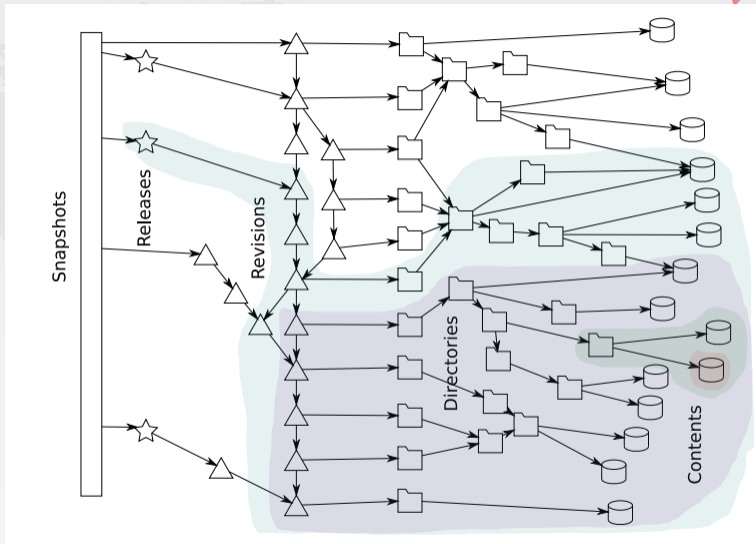 Snapshots
Releases
Revisions
Directories
Contents